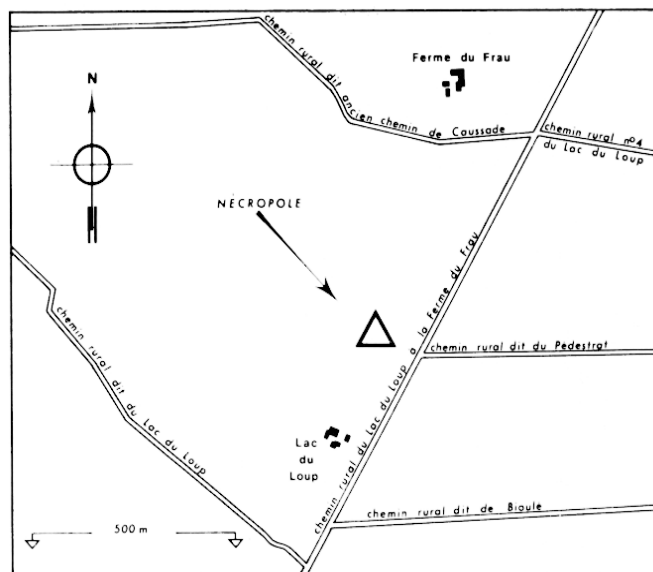 chemin rural dit ancien chemin de Caussade
Ferme du Frau
N
chemin rural nº4
du Lac du Loup
NÉCROPOLE
chemin rural du Lac du Loup a la Ferme du Frau
chemin rural dit du Pédestrat
chemin rural dit du Lac du Loup
Lac
du
Loup
chemin rural dit de Bioule
500 m